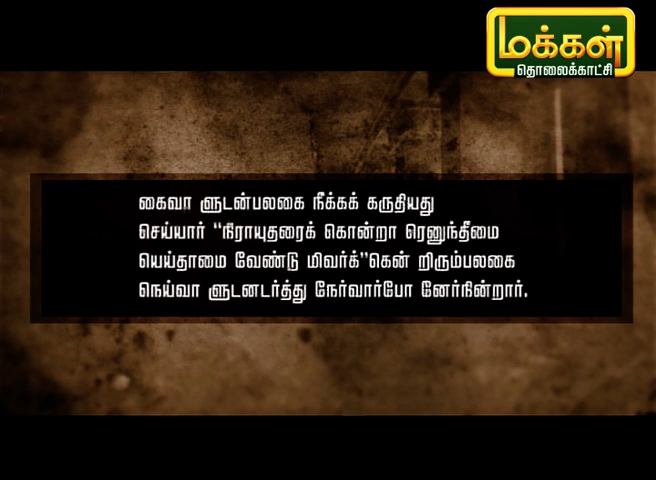 மக்கள்
தொலைக்காட்சி
கைவா ளுடன்பலகை நீக்கக் கருதியது
செய்யார் “நிராயுதரைக் கொன்றா ரெனுந்தீமை
யெய்தாமை வேண்டு மிவர்க்”கென் றிரும்பலகை
நெய்வா ளுடனடர்த்து நேர்வார்போ னேர்நின்றார்.